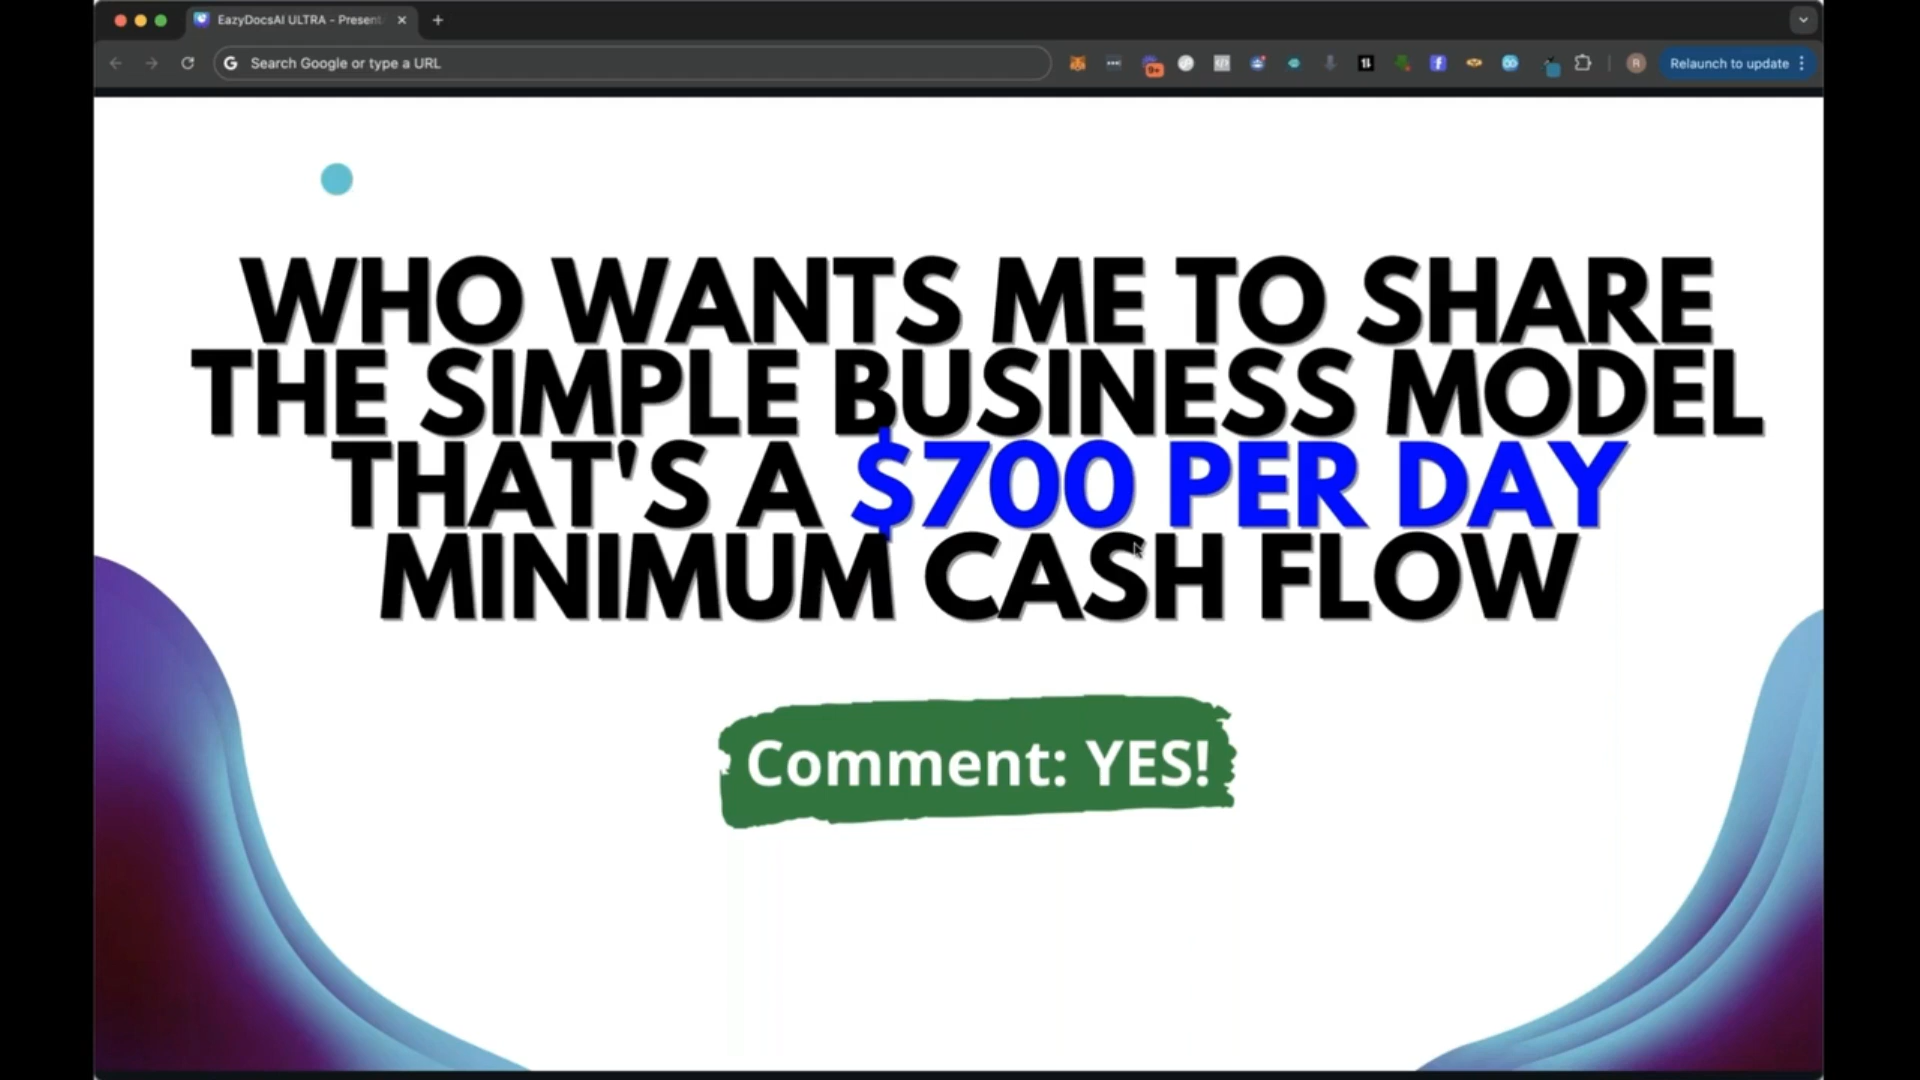 EazyDocsAI ULTRA - Present
Search Google or type a URL
9+
R
Relaunch to update
WHO WANTS ME TO SHARE
THE SIMPLE BUSINESS MODEL
THAT'S A $700 PER DAY
MINIMUM CASH FLOW
Comment: YES!